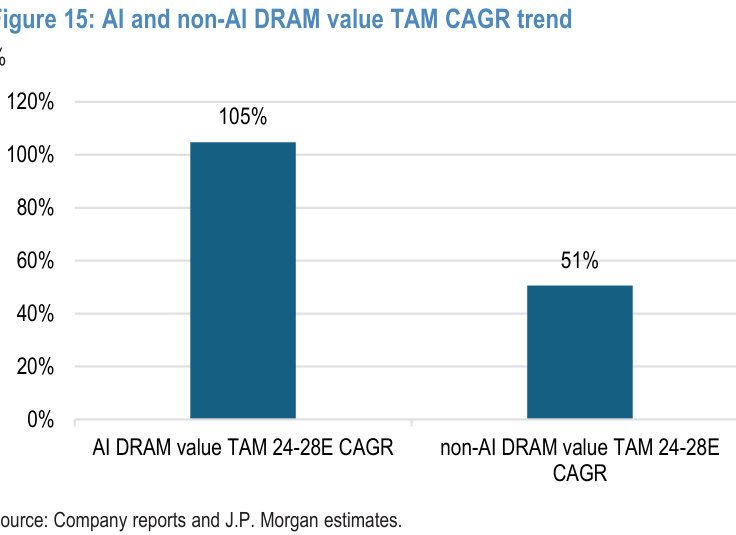 Figure 15: AI and non-AI DRAM value TAM CAGR trend
%
120%
100%
80%
60%
40%
20%
0%
105%
51%
AI DRAM value TAM 24-28E CAGR
non-AI DRAM value TAM 24-28E
CAGR
ource: Company reports and J.P. Morgan estimates.